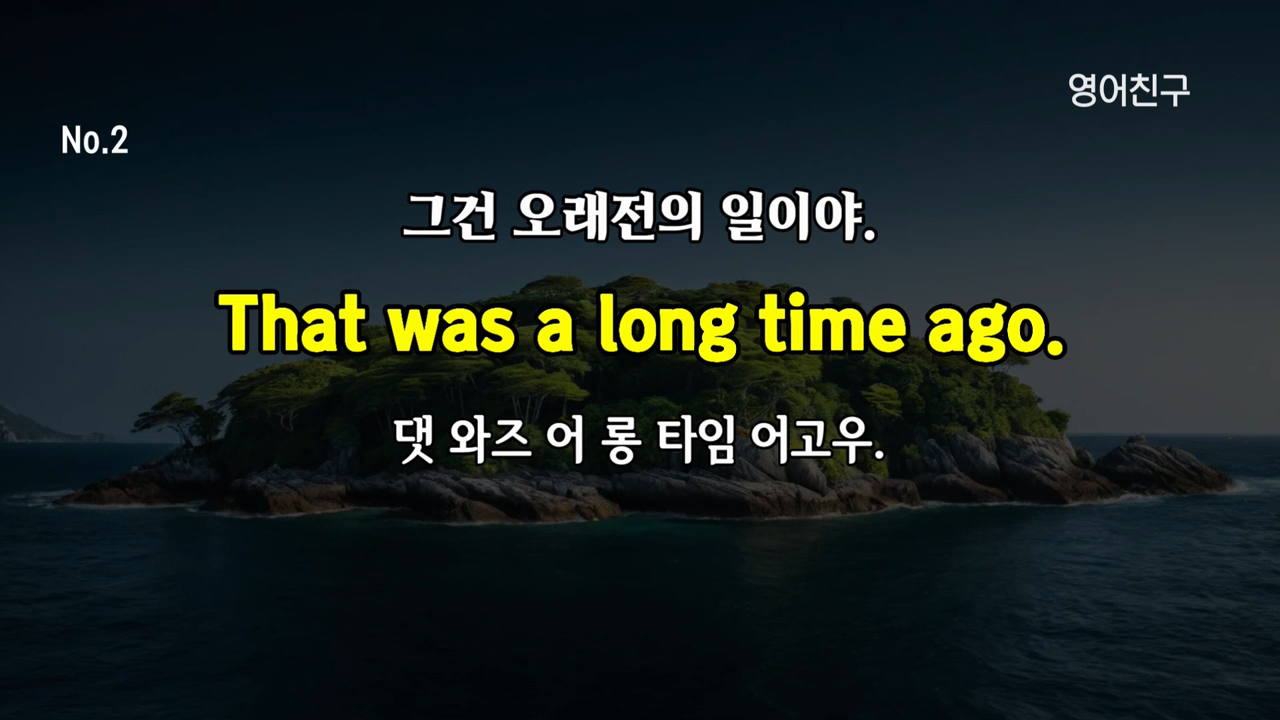 영어친구
No.2
그건 오래전의 일이야.
That was a long time ago.
댓 와즈 어 롱 타임 어고우.